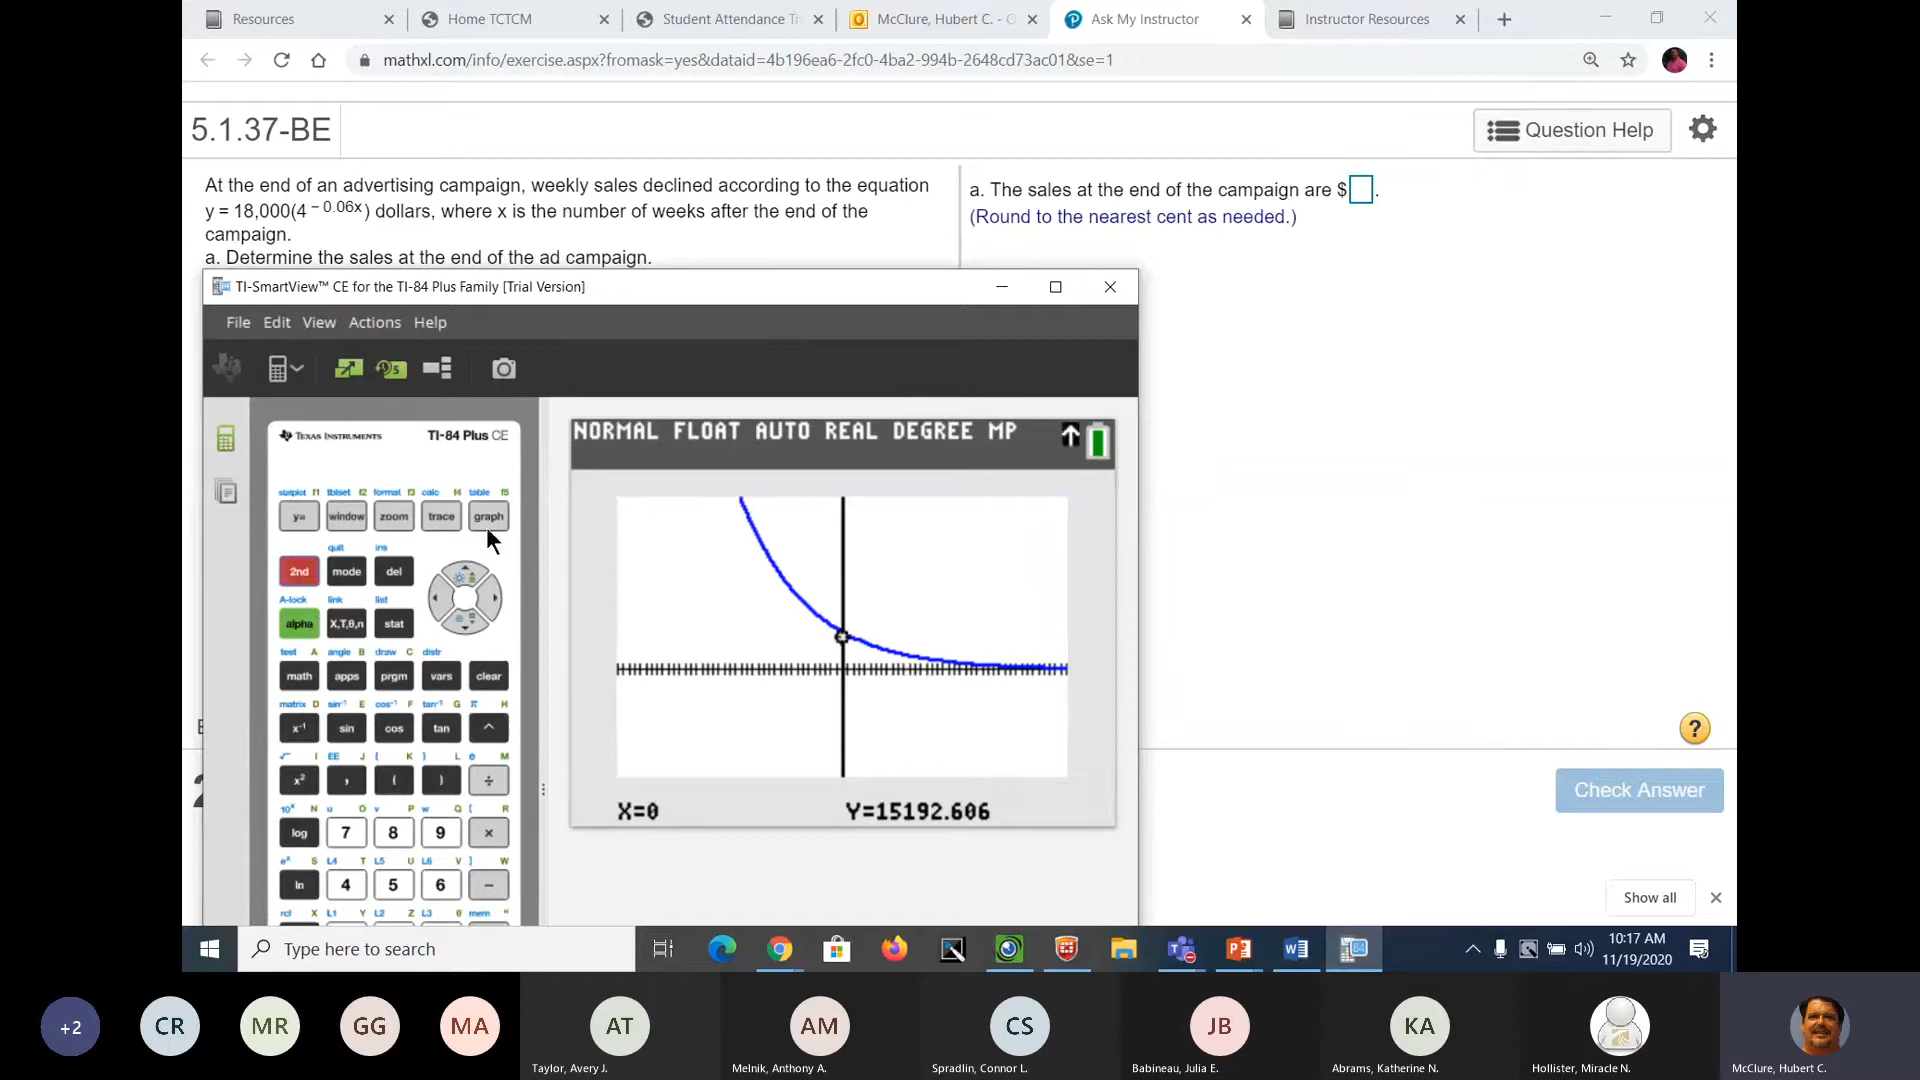 Resources
Home TCTCM
Student Attendance Tr
McClure, Hubert C. - O
Ask My Instructor
Instructor Resources
mathxl.com/info/exercise.aspx?fromask=yes&dataid=4b196ea6-2fc0-4ba2-994b-2648cd73ac01&se=1
5.1.37-BE
Question Help
At the end of an advertising campaign, weekly sales declined according to the equation
y = 18,000(4 − 0.06x) dollars, where x is the number of weeks after the end of the
campaign.
a. Determine the sales at the end of the ad campaign.
a. The sales at the end of the campaign are $ .
(Round to the nearest cent as needed.)
TI-SmartView™ CE for the TI-84 Plus Family [Trial Version]
File Edit View Actions Help
TEXAS INSTRUMENTS TI-84 Plus CE
statplot f1 tblset f2 format f3 calc f4 table f5
y= window zoom trace graph
quit ins
2nd mode del
A-lock link list
alpha X,T,θ,n stat
test A angle B draw C distr
math apps prgm vars clear
matrix D sin⁻¹ E cos⁻¹ F tan⁻¹ G π H
x⁻¹ sin cos tan ^
√ I EE J { K } L e M
x² , ( ) ÷
10ˣ N u O v P w Q [ R
log 7 8 9 ×
eˣ S L4 T L5 U L6 V ] W
ln 4 5 6 −
rcl X L1 Y L2 Z L3 θ mem "
NORMAL FLOAT AUTO REAL DEGREE MP
X=0 Y=15192.606
?
Check Answer
Show all
Type here to search
10:17 AM
11/19/2020
+2
CR
MR
GG
MA
AT
AM
CS
JB
KA
Taylor, Avery J.
Melnik, Anthony A.
Spradlin, Connor L.
Babineau, Julia E.
Abrams, Katherine N.
Hollister, Miracle N.
McClure, Hubert C.